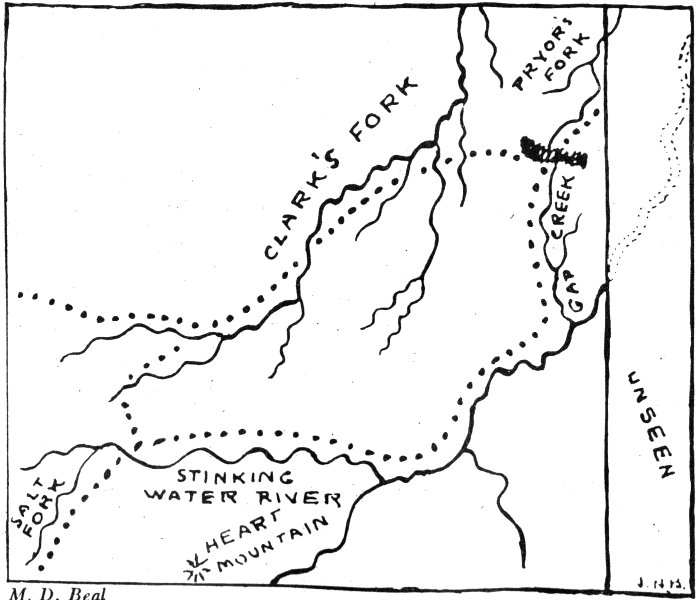 PRYOR'S
FORK
CLARK'S FORK
CREEK
GAP
UNSEEN
STINKING
WATER RIVER
SALT
FORK
HEART
MOUNTAIN
M. D. Beal